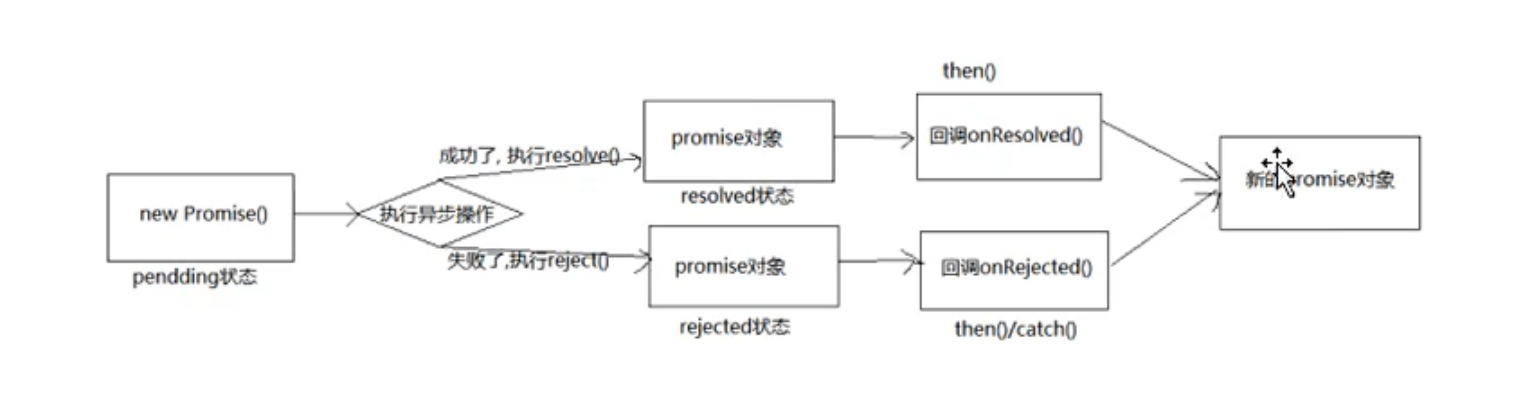 new Promise()
pendding状态
执行异步操作
成功了, 执行resolve()
失败了,执行reject()
promise对象
resolved状态
promise对象
rejected状态
then()
回调onResolved()
回调onRejected()
then()/catch()
新的promise对象